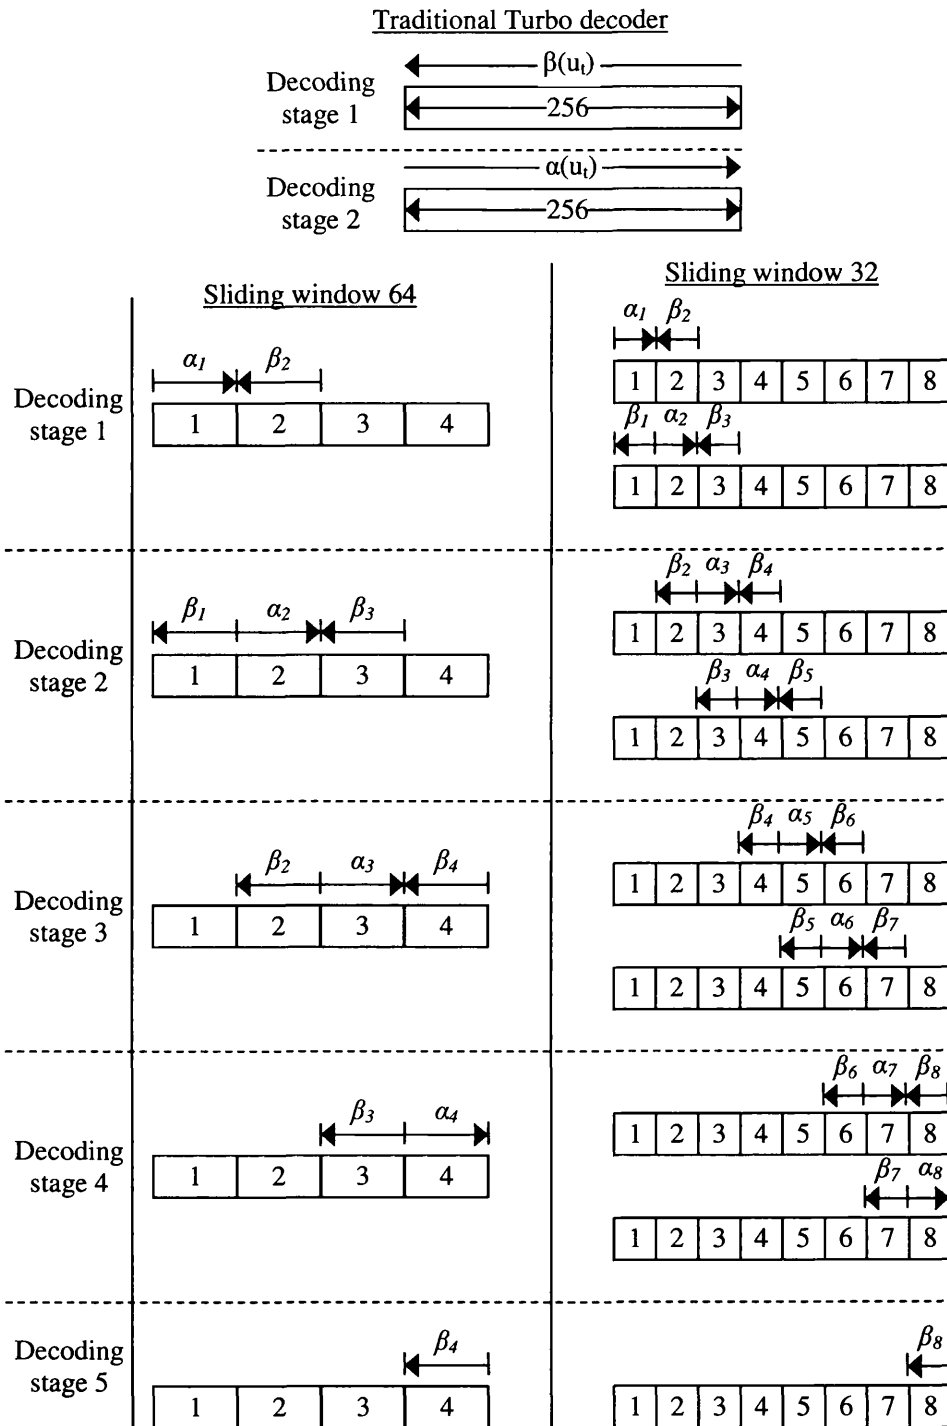 Traditional Turbo decoder
Decoding
stage 1
β(uₜ)
256
Decoding
stage 2
α(uₜ)
256
Sliding window 64
Sliding window 32
Decoding
stage 1
α₁ β₂
1 2 3 4
α₁ β₂
1 2 3 4 5 6 7 8
β₁ α₂ β₃
1 2 3 4 5 6 7 8
Decoding
stage 2
β₁ α₂ β₃
1 2 3 4
β₂ α₃ β₄
1 2 3 4 5 6 7 8
β₃ α₄ β₅
1 2 3 4 5 6 7 8
Decoding
stage 3
β₂ α₃ β₄
1 2 3 4
β₄ α₅ β₆
1 2 3 4 5 6 7 8
β₅ α₆ β₇
1 2 3 4 5 6 7 8
Decoding
stage 4
β₃ α₄
1 2 3 4
β₆ α₇ β₈
1 2 3 4 5 6 7 8
β₇ α₈
1 2 3 4 5 6 7 8
Decoding
stage 5
β₄
1 2 3 4
β₈
1 2 3 4 5 6 7 8